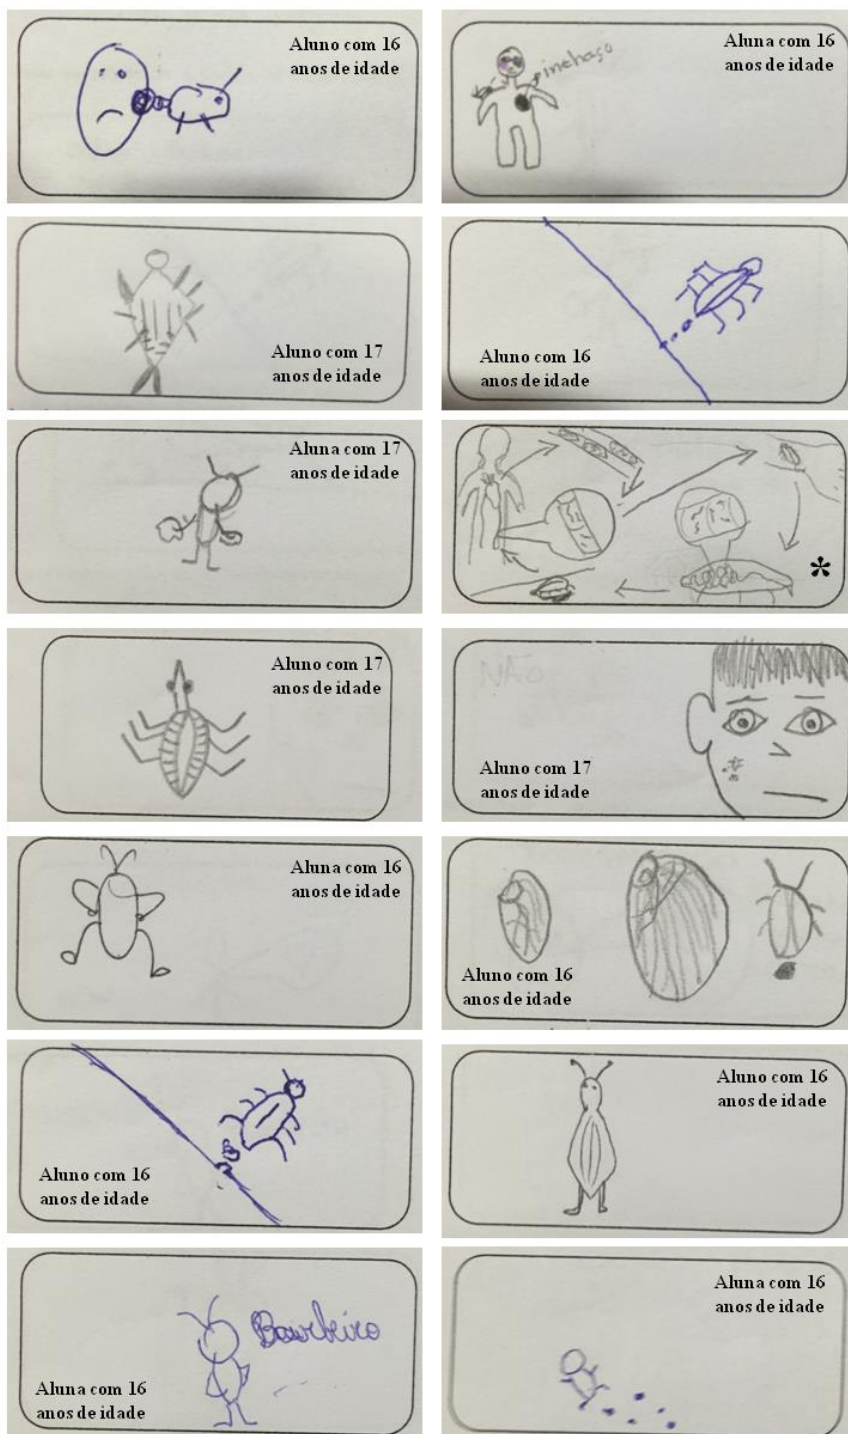 Aluno com 16
anos de idade
Aluna com 16
anos de idade
inchaço
Aluno com 17
anos de idade
Aluno com 16
anos de idade
Aluna com 17
anos de idade
*
Aluno com 17
anos de idade
NÃO
Aluno com 17
anos de idade
Aluna com 16
anos de idade
Aluno com 16
anos de idade
Aluno com 16
anos de idade
Aluno com 16
anos de idade
Barbeiro
Aluna com 16
anos de idade
Aluna com 16
anos de idade